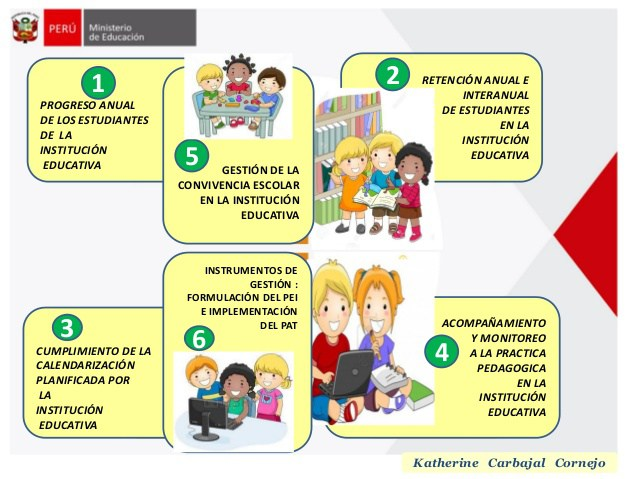 PERÚ
Ministerio
de Educación
1
PROGRESO ANUAL
DE LOS ESTUDIANTES
DE LA
INSTITUCIÓN
EDUCATIVA
5
GESTIÓN DE LA
CONVIVENCIA ESCOLAR
EN LA INSTITUCIÓN
EDUCATIVA
2
RETENCIÓN ANUAL E
INTERANUAL
DE ESTUDIANTES
EN LA
INSTITUCIÓN
EDUCATIVA
3
CUMPLIMIENTO DE LA
CALENDARIZACIÓN
PLANIFICADA POR
LA
INSTITUCIÓN
EDUCATIVA
INSTRUMENTOS DE
GESTIÓN :
FORMULACIÓN DEL PEI
E IMPLEMENTACIÓN
DEL PAT
6
4
ACOMPAÑAMIENTO
Y MONITOREO
A LA PRACTICA
PEDAGOGICA
EN LA
INSTITUCIÓN
EDUCATIVA
Katherine Carbajal Cornejo